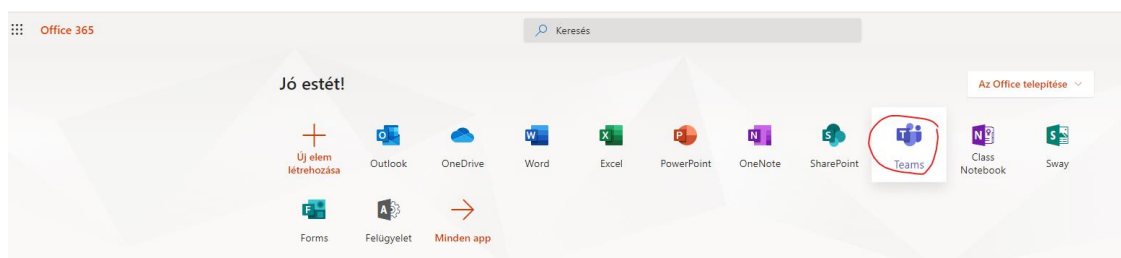 Office 365
Keresés
Jó estét!
Az Office telepítése
Új elem
létrehozása
Outlook
OneDrive
Word
Excel
PowerPoint
OneNote
SharePoint
Teams
Class
Notebook
Sway
Forms
Felügyelet
Minden app